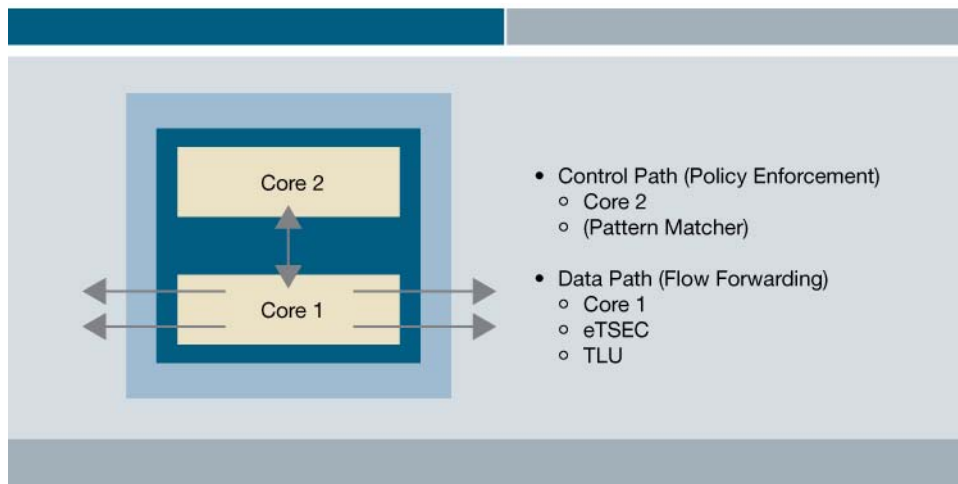 Core 2
Core 1
• Control Path (Policy Enforcement)
○ Core 2
○ (Pattern Matcher)
• Data Path (Flow Forwarding)
○ Core 1
○ eTSEC
○ TLU